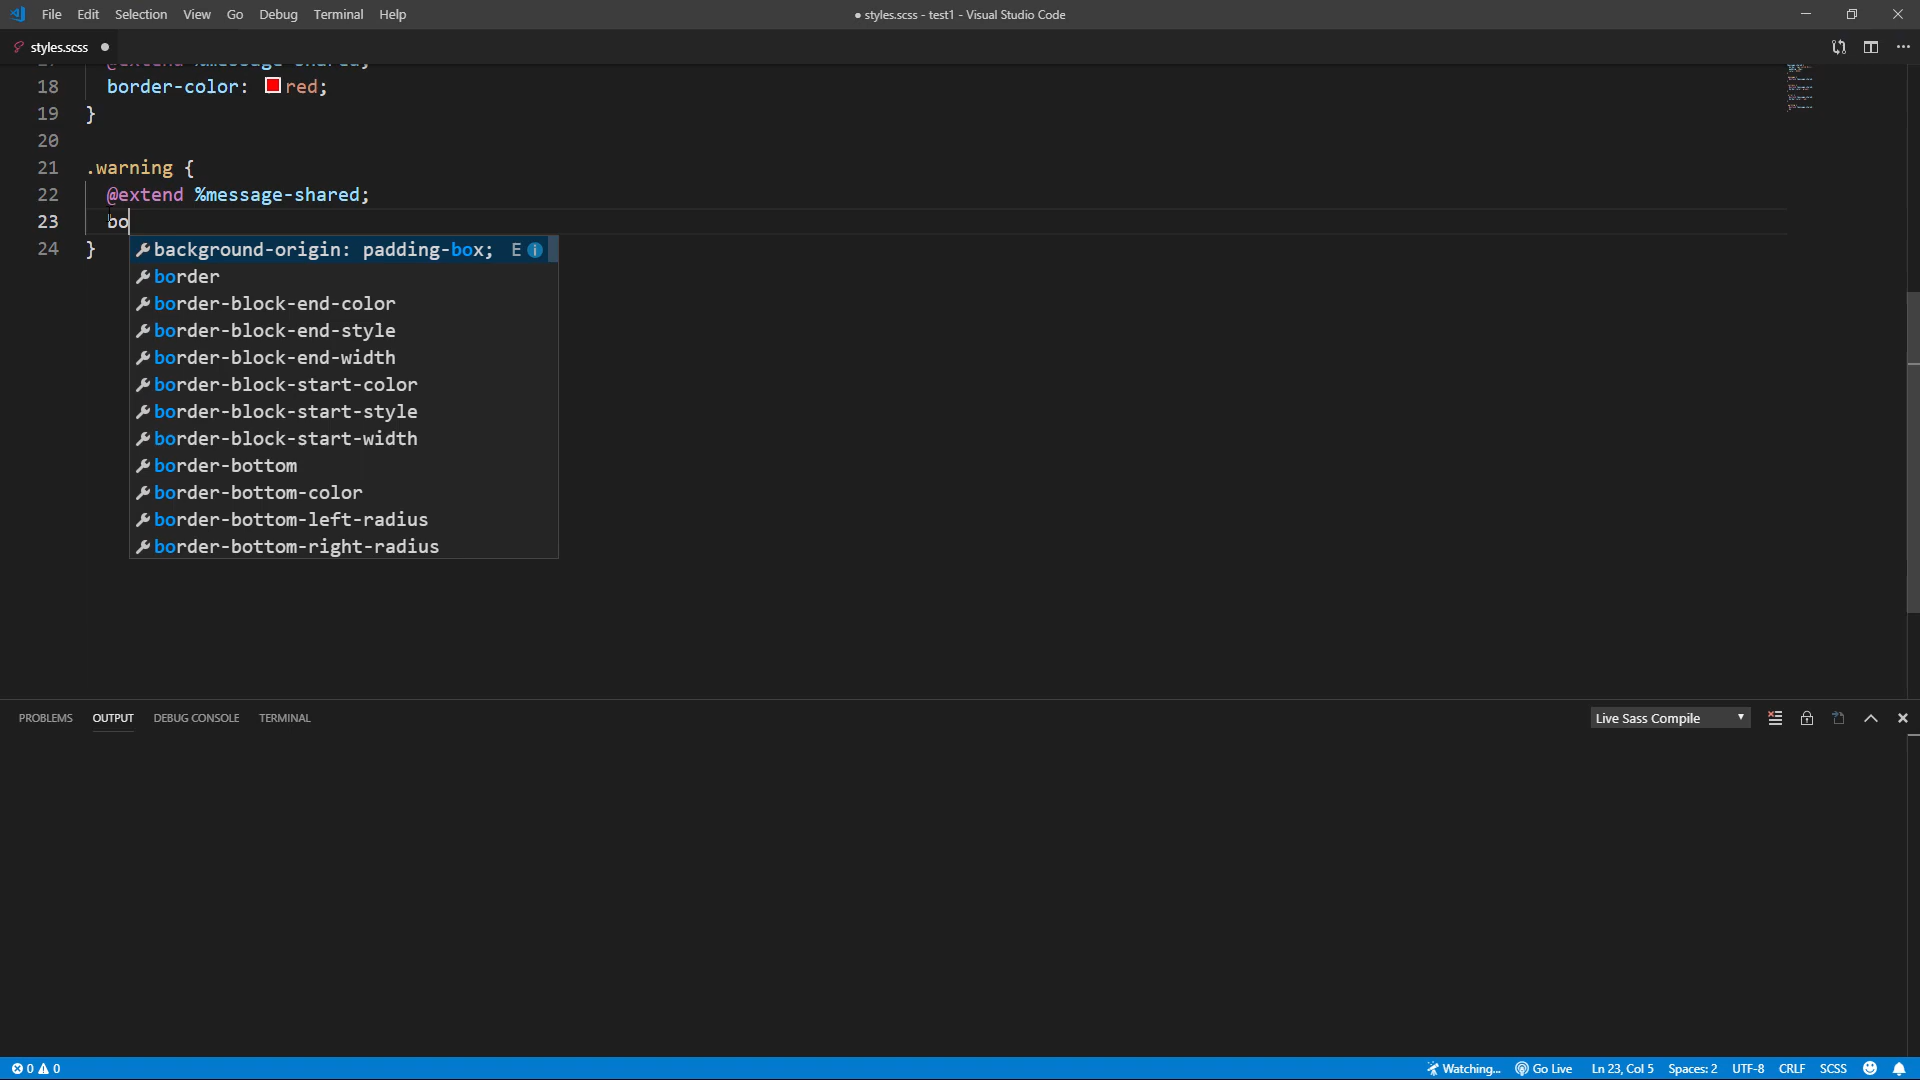 File Edit Selection View Go Debug Terminal Help
● styles.scss - test1 - Visual Studio Code
styles.scss
17 @extend %message-shared;
18 border-color: red;
19 }
20
21 .warning {
22 @extend %message-shared;
23 bo
24 }
background-origin: padding-box; E
border
border-block-end-color
border-block-end-style
border-block-end-width
border-block-start-color
border-block-start-style
border-block-start-width
border-bottom
border-bottom-color
border-bottom-left-radius
border-bottom-right-radius
PROBLEMS OUTPUT DEBUG CONSOLE TERMINAL Live Sass Compile
0 0 Watching... Go Live Ln 23, Col 5 Spaces: 2 UTF-8 CRLF SCSS